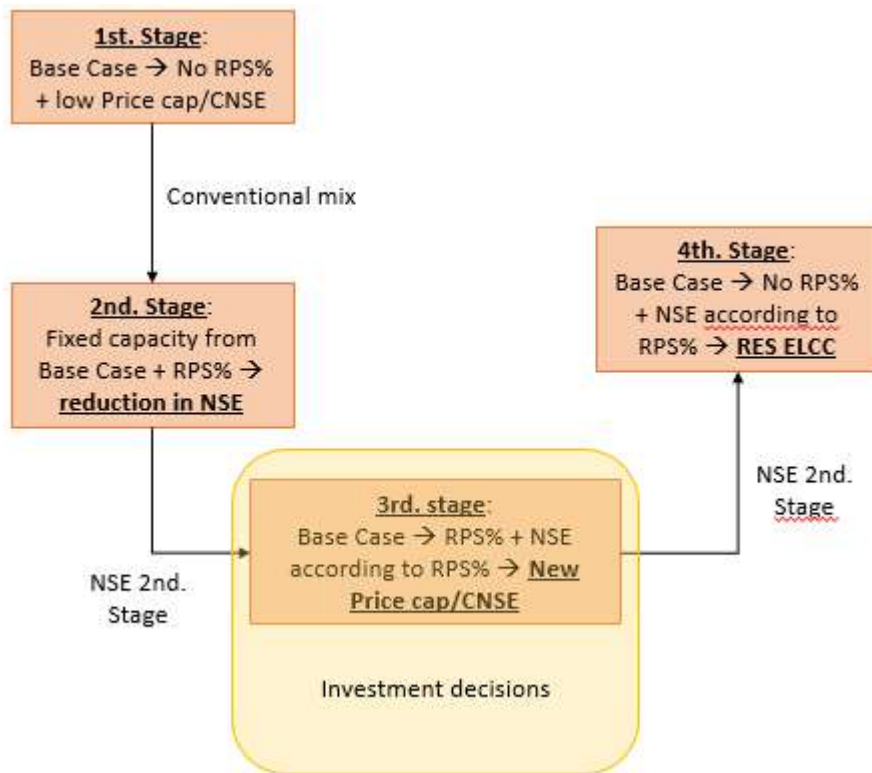 1st. Stage:
Base Case → No RPS%
+ low Price cap/CNSE
Conventional mix
2nd. Stage:
Fixed capacity from
Base Case + RPS% →
reduction in NSE
NSE 2nd.
Stage
3rd. stage:
Base Case → RPS% + NSE
according to RPS% → New
Price cap/CNSE
Investment decisions
NSE 2nd.
Stage
4th. Stage:
Base Case → No RPS%
+ NSE according to
RPS% → RES ELCC